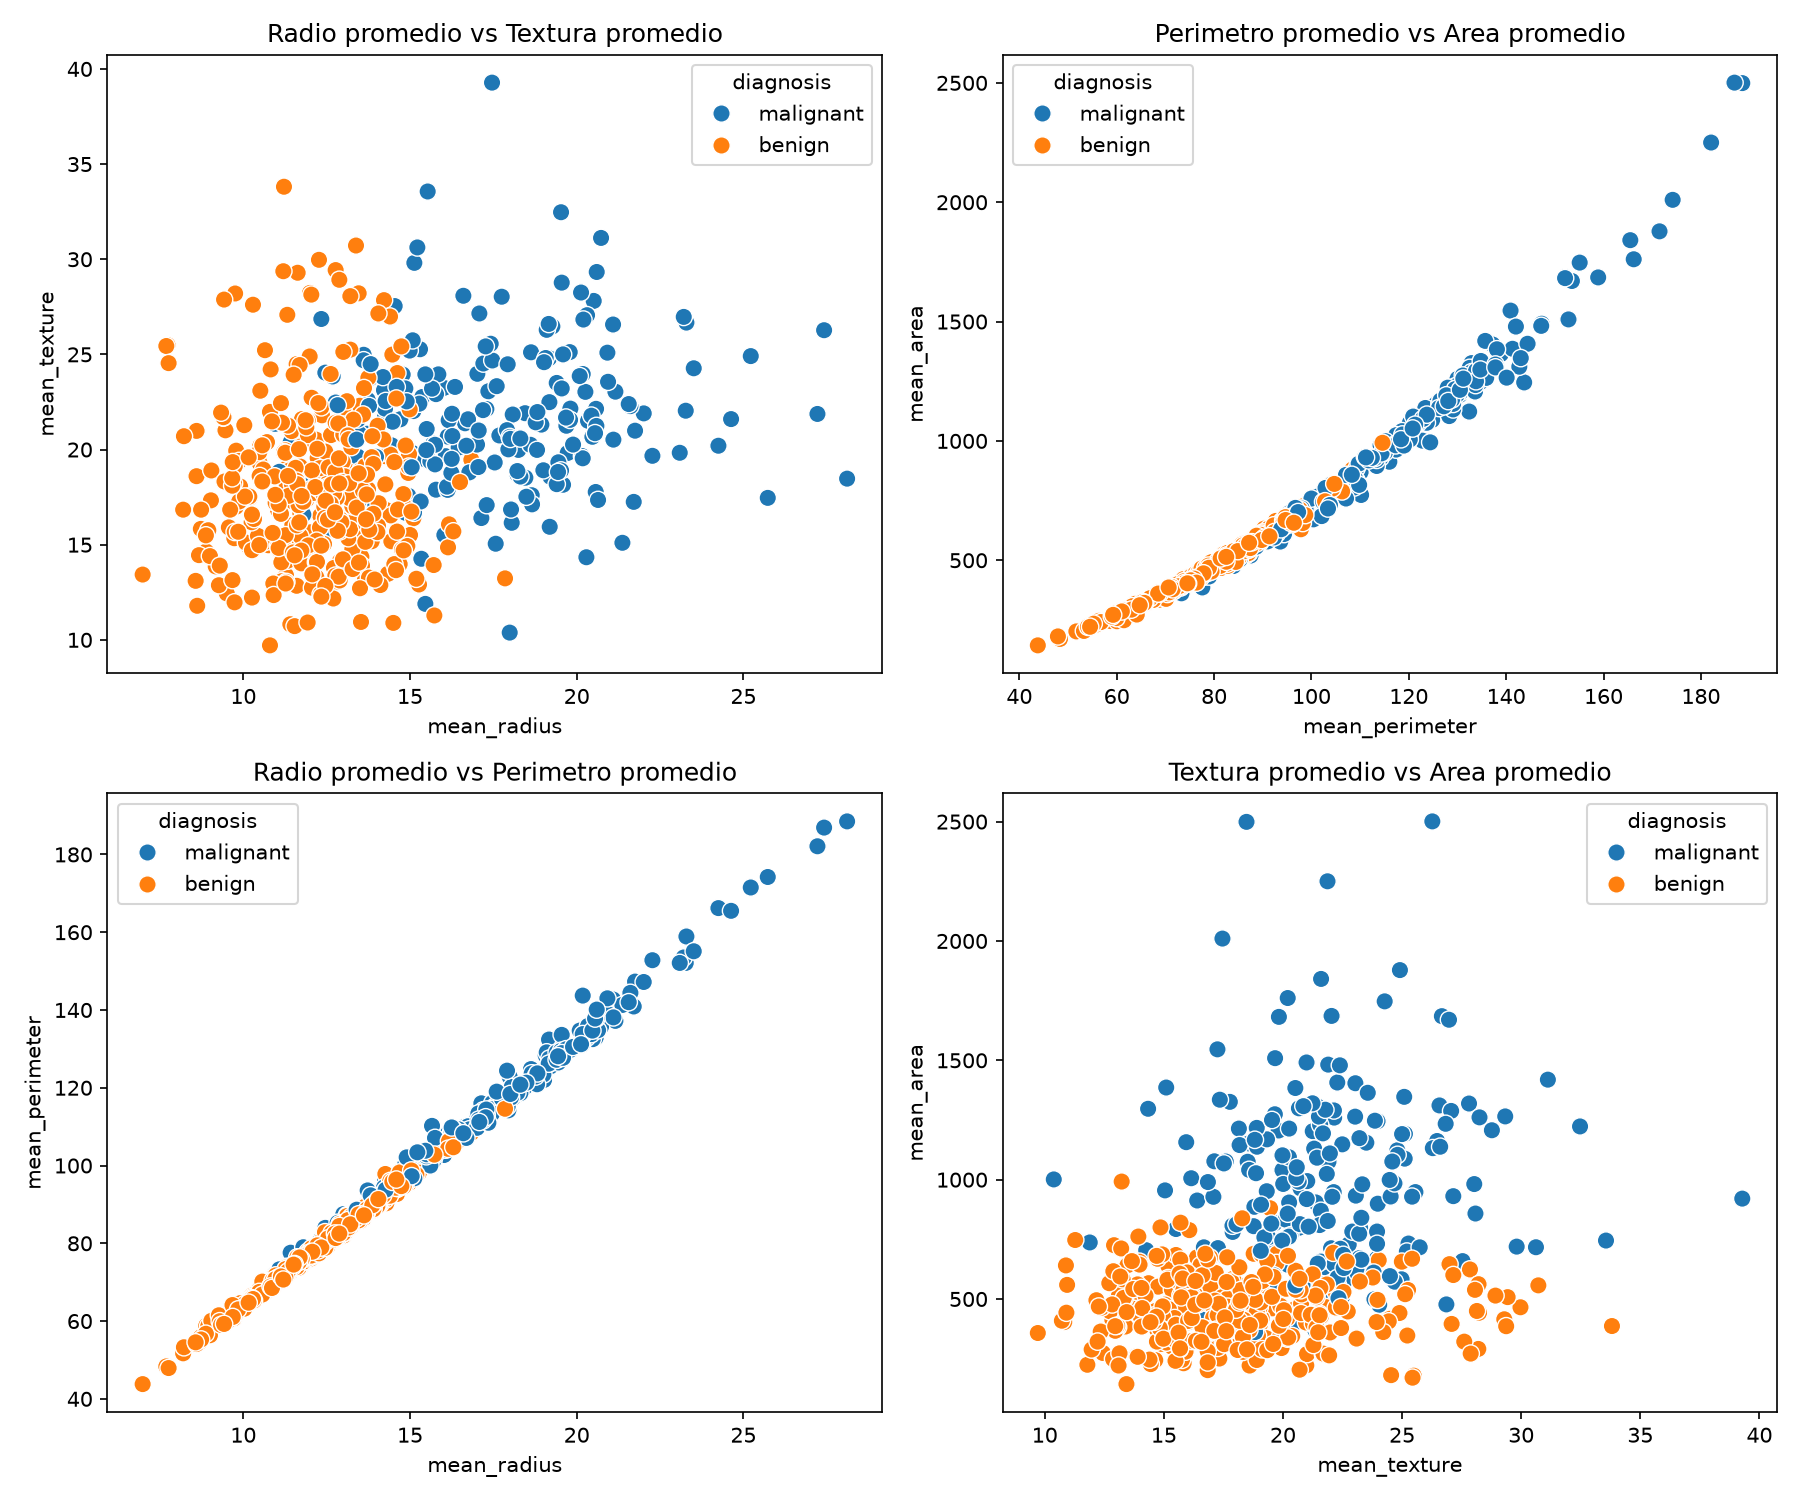 Radio promedio vs Textura promedio
diagnosis
malignant
benign
mean_texture
40
35
30
25
20
15
10
10 15 20 25
mean_radius
Perimetro promedio vs Area promedio
diagnosis
malignant
benign
mean_area
2500
2000
1500
1000
500
40 60 80 100 120 140 160 180
mean_perimeter
Radio promedio vs Perimetro promedio
diagnosis
malignant
benign
mean_perimeter
180
160
140
120
100
80
60
40
10 15 20 25
mean_radius
Textura promedio vs Area promedio
diagnosis
malignant
benign
mean_area
2500
2000
1500
1000
500
10 15 20 25 30 35 40
mean_texture